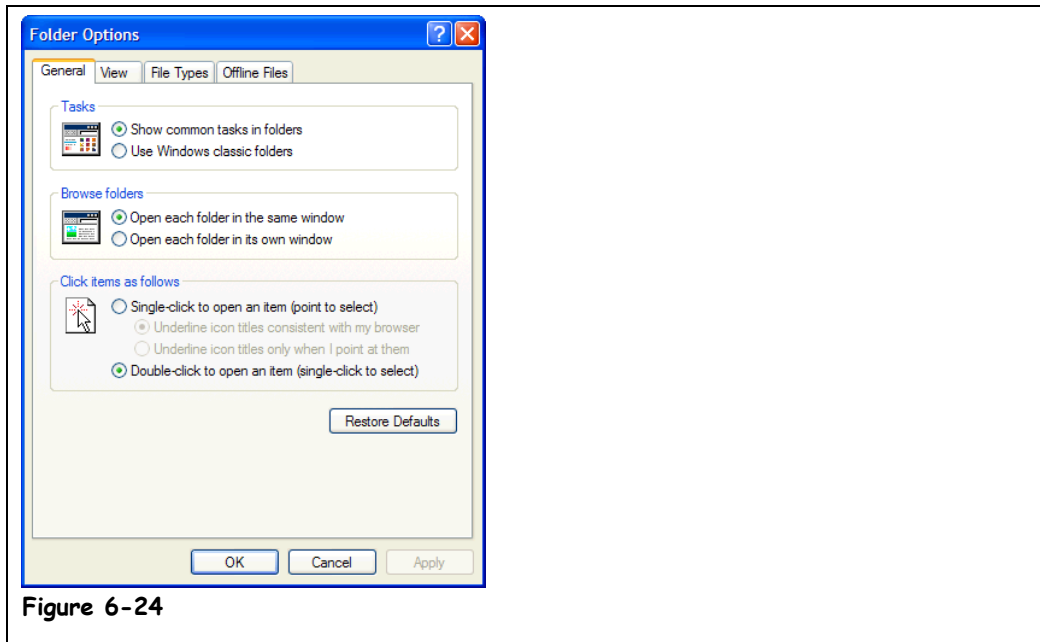 Folder Options
General View File Types Offline Files
Tasks
Show common tasks in folders
Use Windows classic folders
Browse folders
Open each folder in the same window
Open each folder in its own window
Click items as follows
Single-click to open an item (point to select)
Underline icon titles consistent with my browser
Underline icon titles only when I point at them
Double-click to open an item (single-click to select)
Restore Defaults
OK Cancel Apply
Figure 6-24